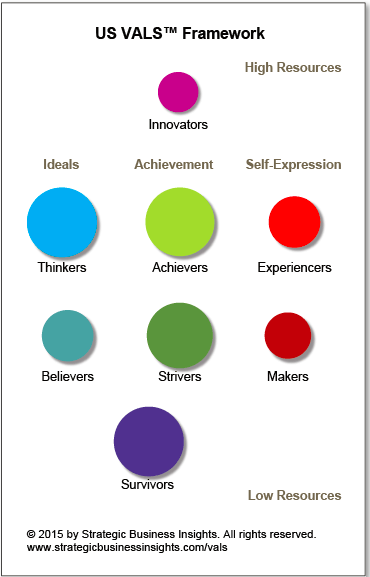 US VALS™ Framework
High Resources
Innovators
Ideals Achievement Self-Expression
Thinkers Achievers Experiencers
Believers Strivers Makers
Survivors
Low Resources
© 2015 by Strategic Business Insights. All rights reserved.
www.strategicbusinessinsights.com/vals